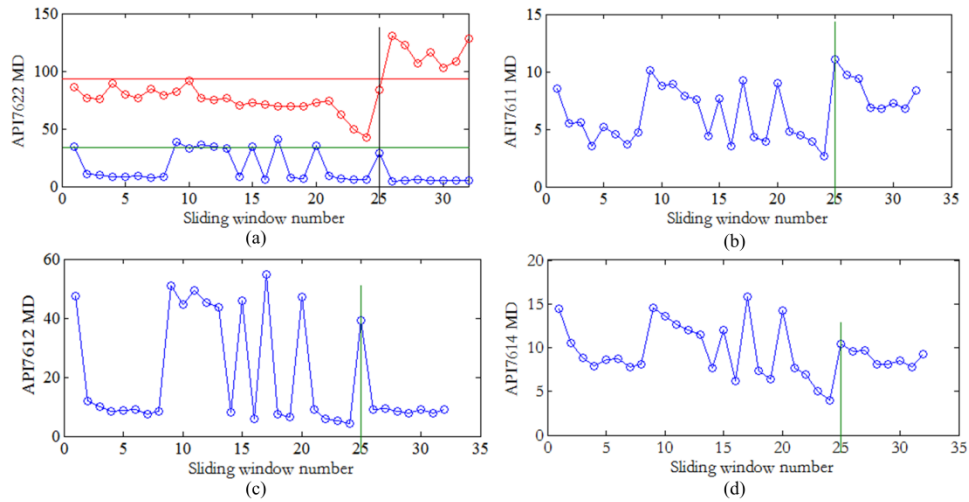 150
100
50
0
API7622 MD
0 5 10 15 20 25 30
Sliding window number
(a)
15
10
5
0
AFI7611 MD
0 5 10 15 20 25 30 35
Sliding window number
(b)
60
40
20
0
API7612 MD
0 5 10 15 20 25 30 35
Sliding window number
(c)
20
15
10
5
0
API7614 MD
0 5 10 15 20 25 30 35
Sliding window number
(d)